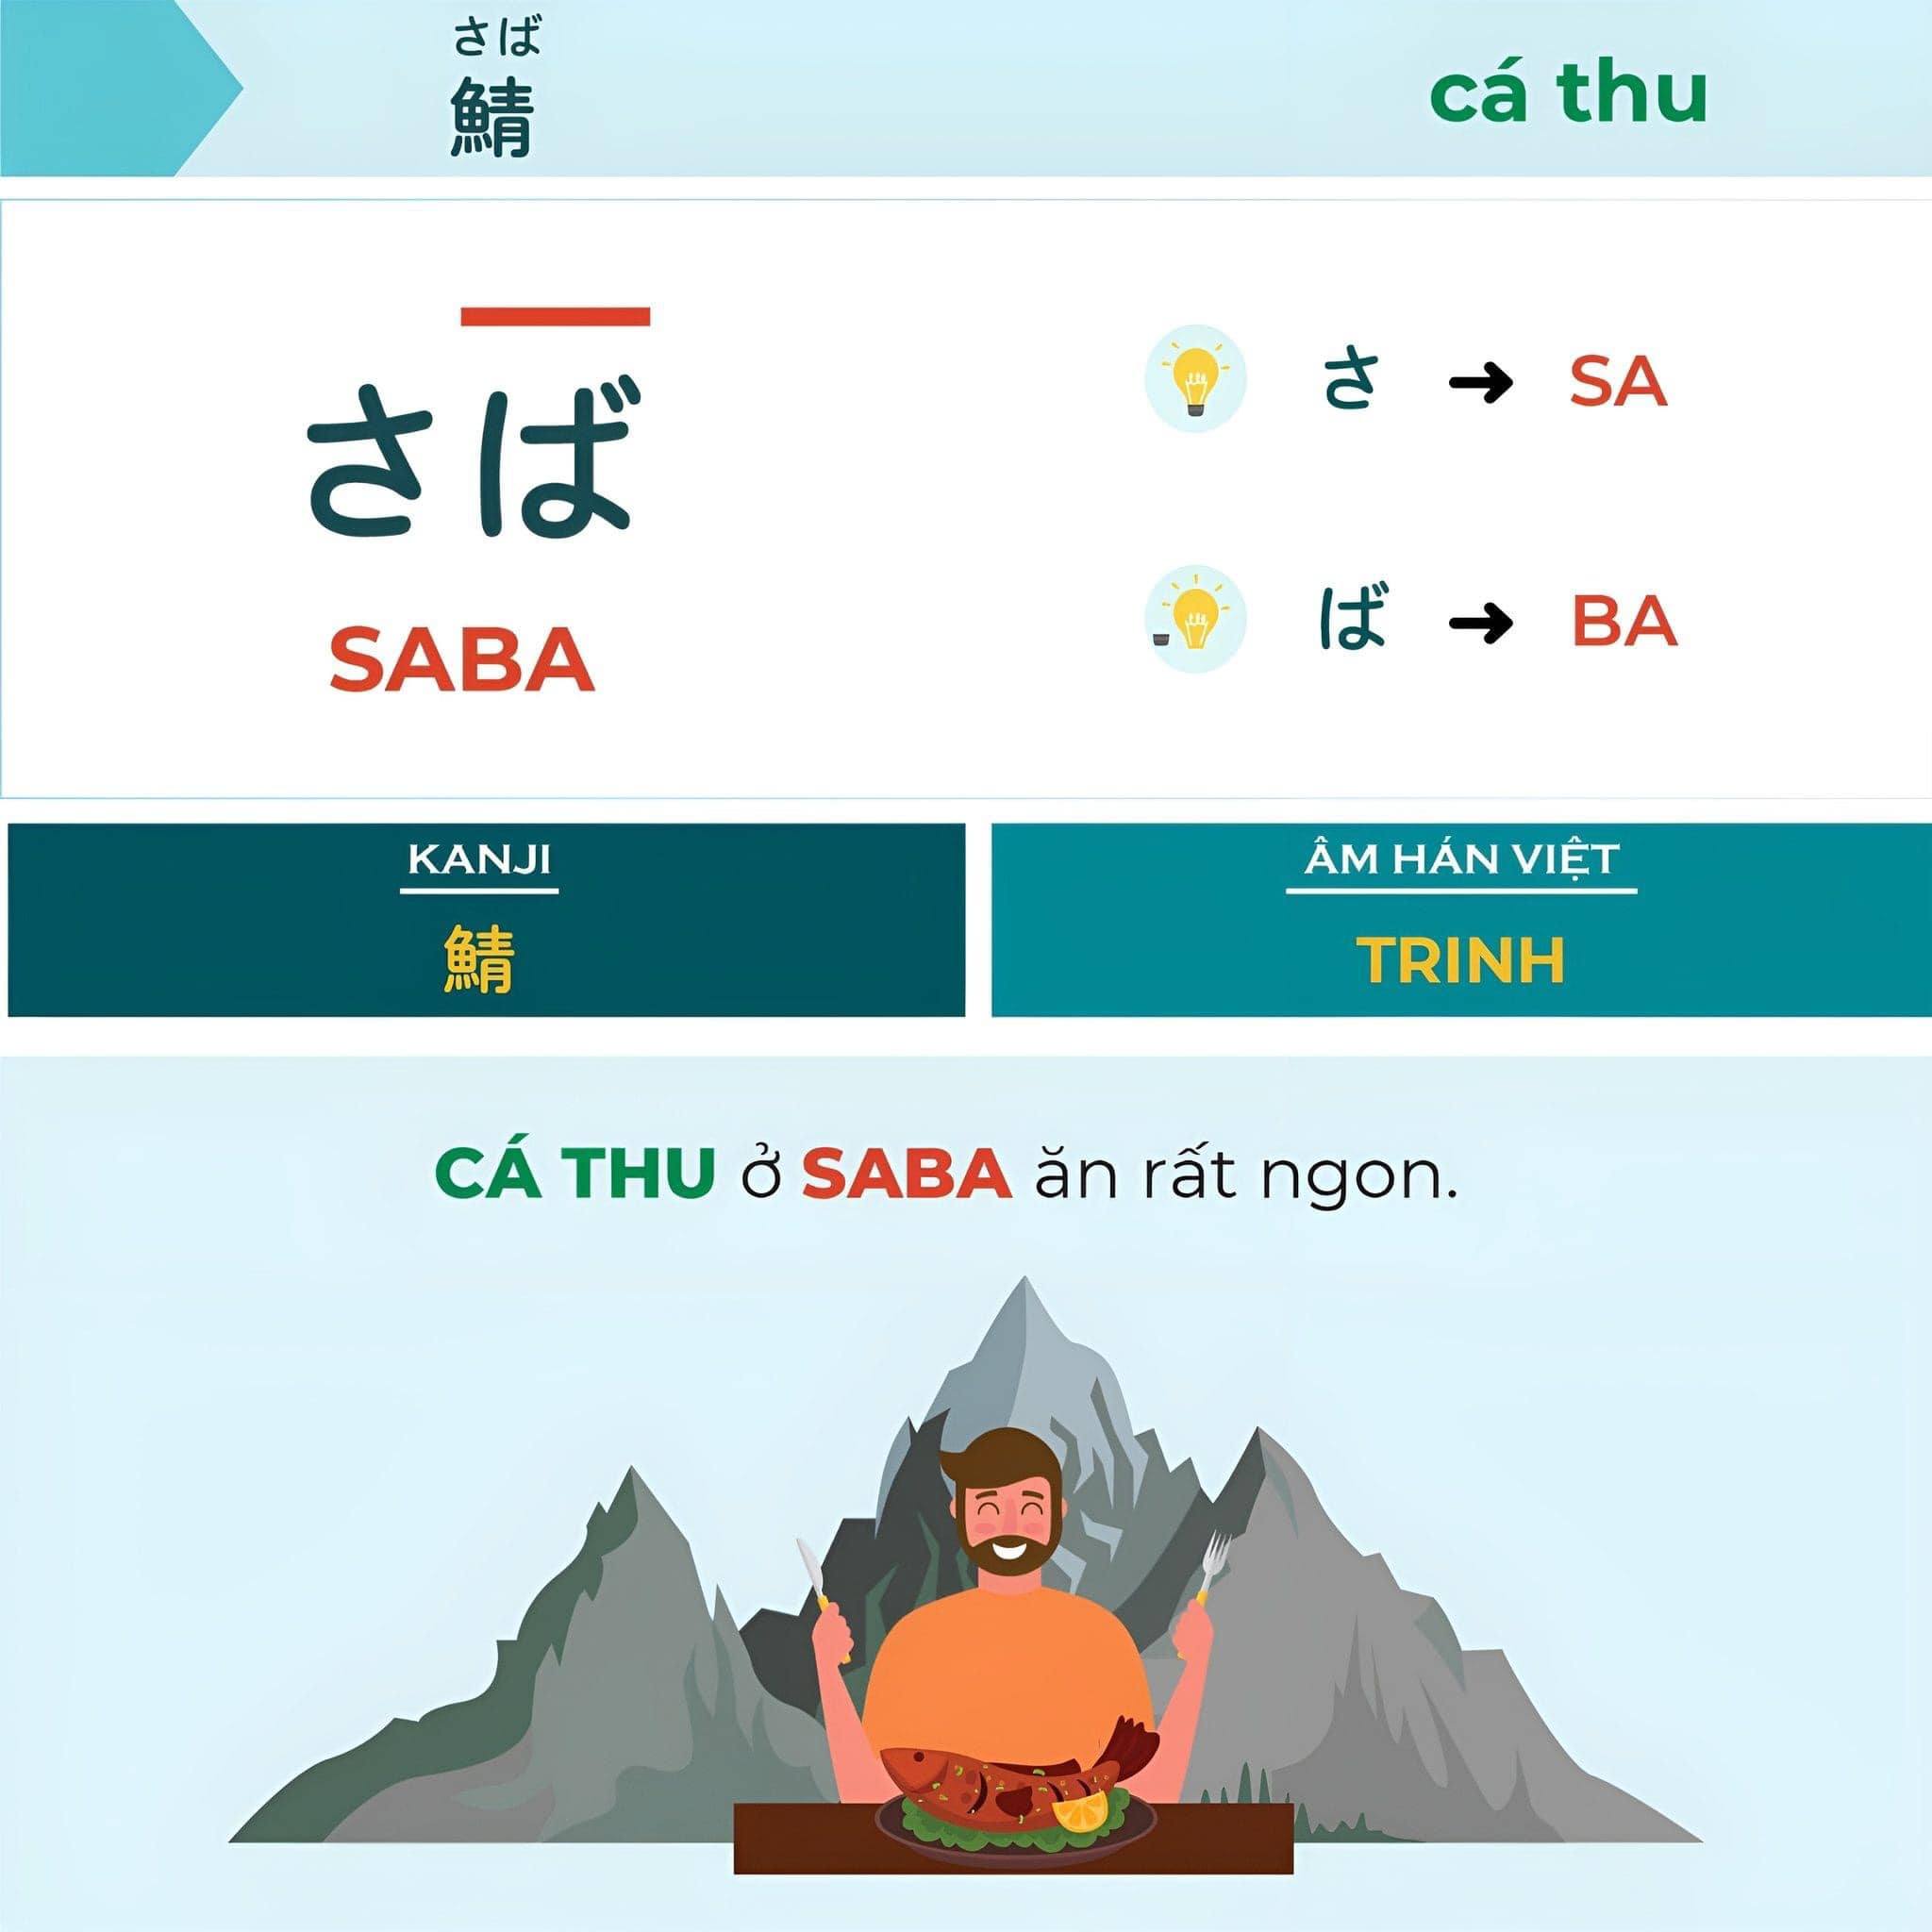 さば
鯖
cá thu
さば
SABA
さ → SA
ば → BA
KANJI
鯖
ÂM HÁN VIỆT
TRINH
CÁ THU ở SABA ăn rất ngon.